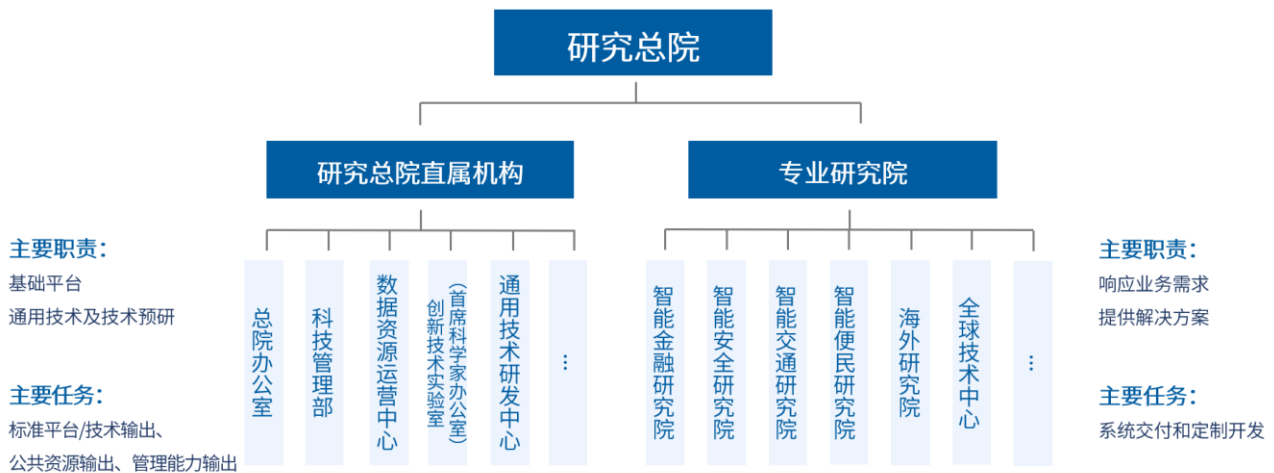 研究总院
研究总院直属机构
专业研究院
主要职责：
基础平台
通用技术及技术预研
主要任务：
标准平台/技术输出、
公共资源输出、管理能力输出
总院办公室
科技管理部
数据资源运营中心
（首席科学家办公室）
创新技术实验室
通用技术研发中心
...
智能金融研究院
智能安全研究院
智能交通研究院
智能便民研究院
海外研究院
全球技术中心
...
主要职责：
响应业务需求
提供解决方案
主要任务：
系统交付和定制开发